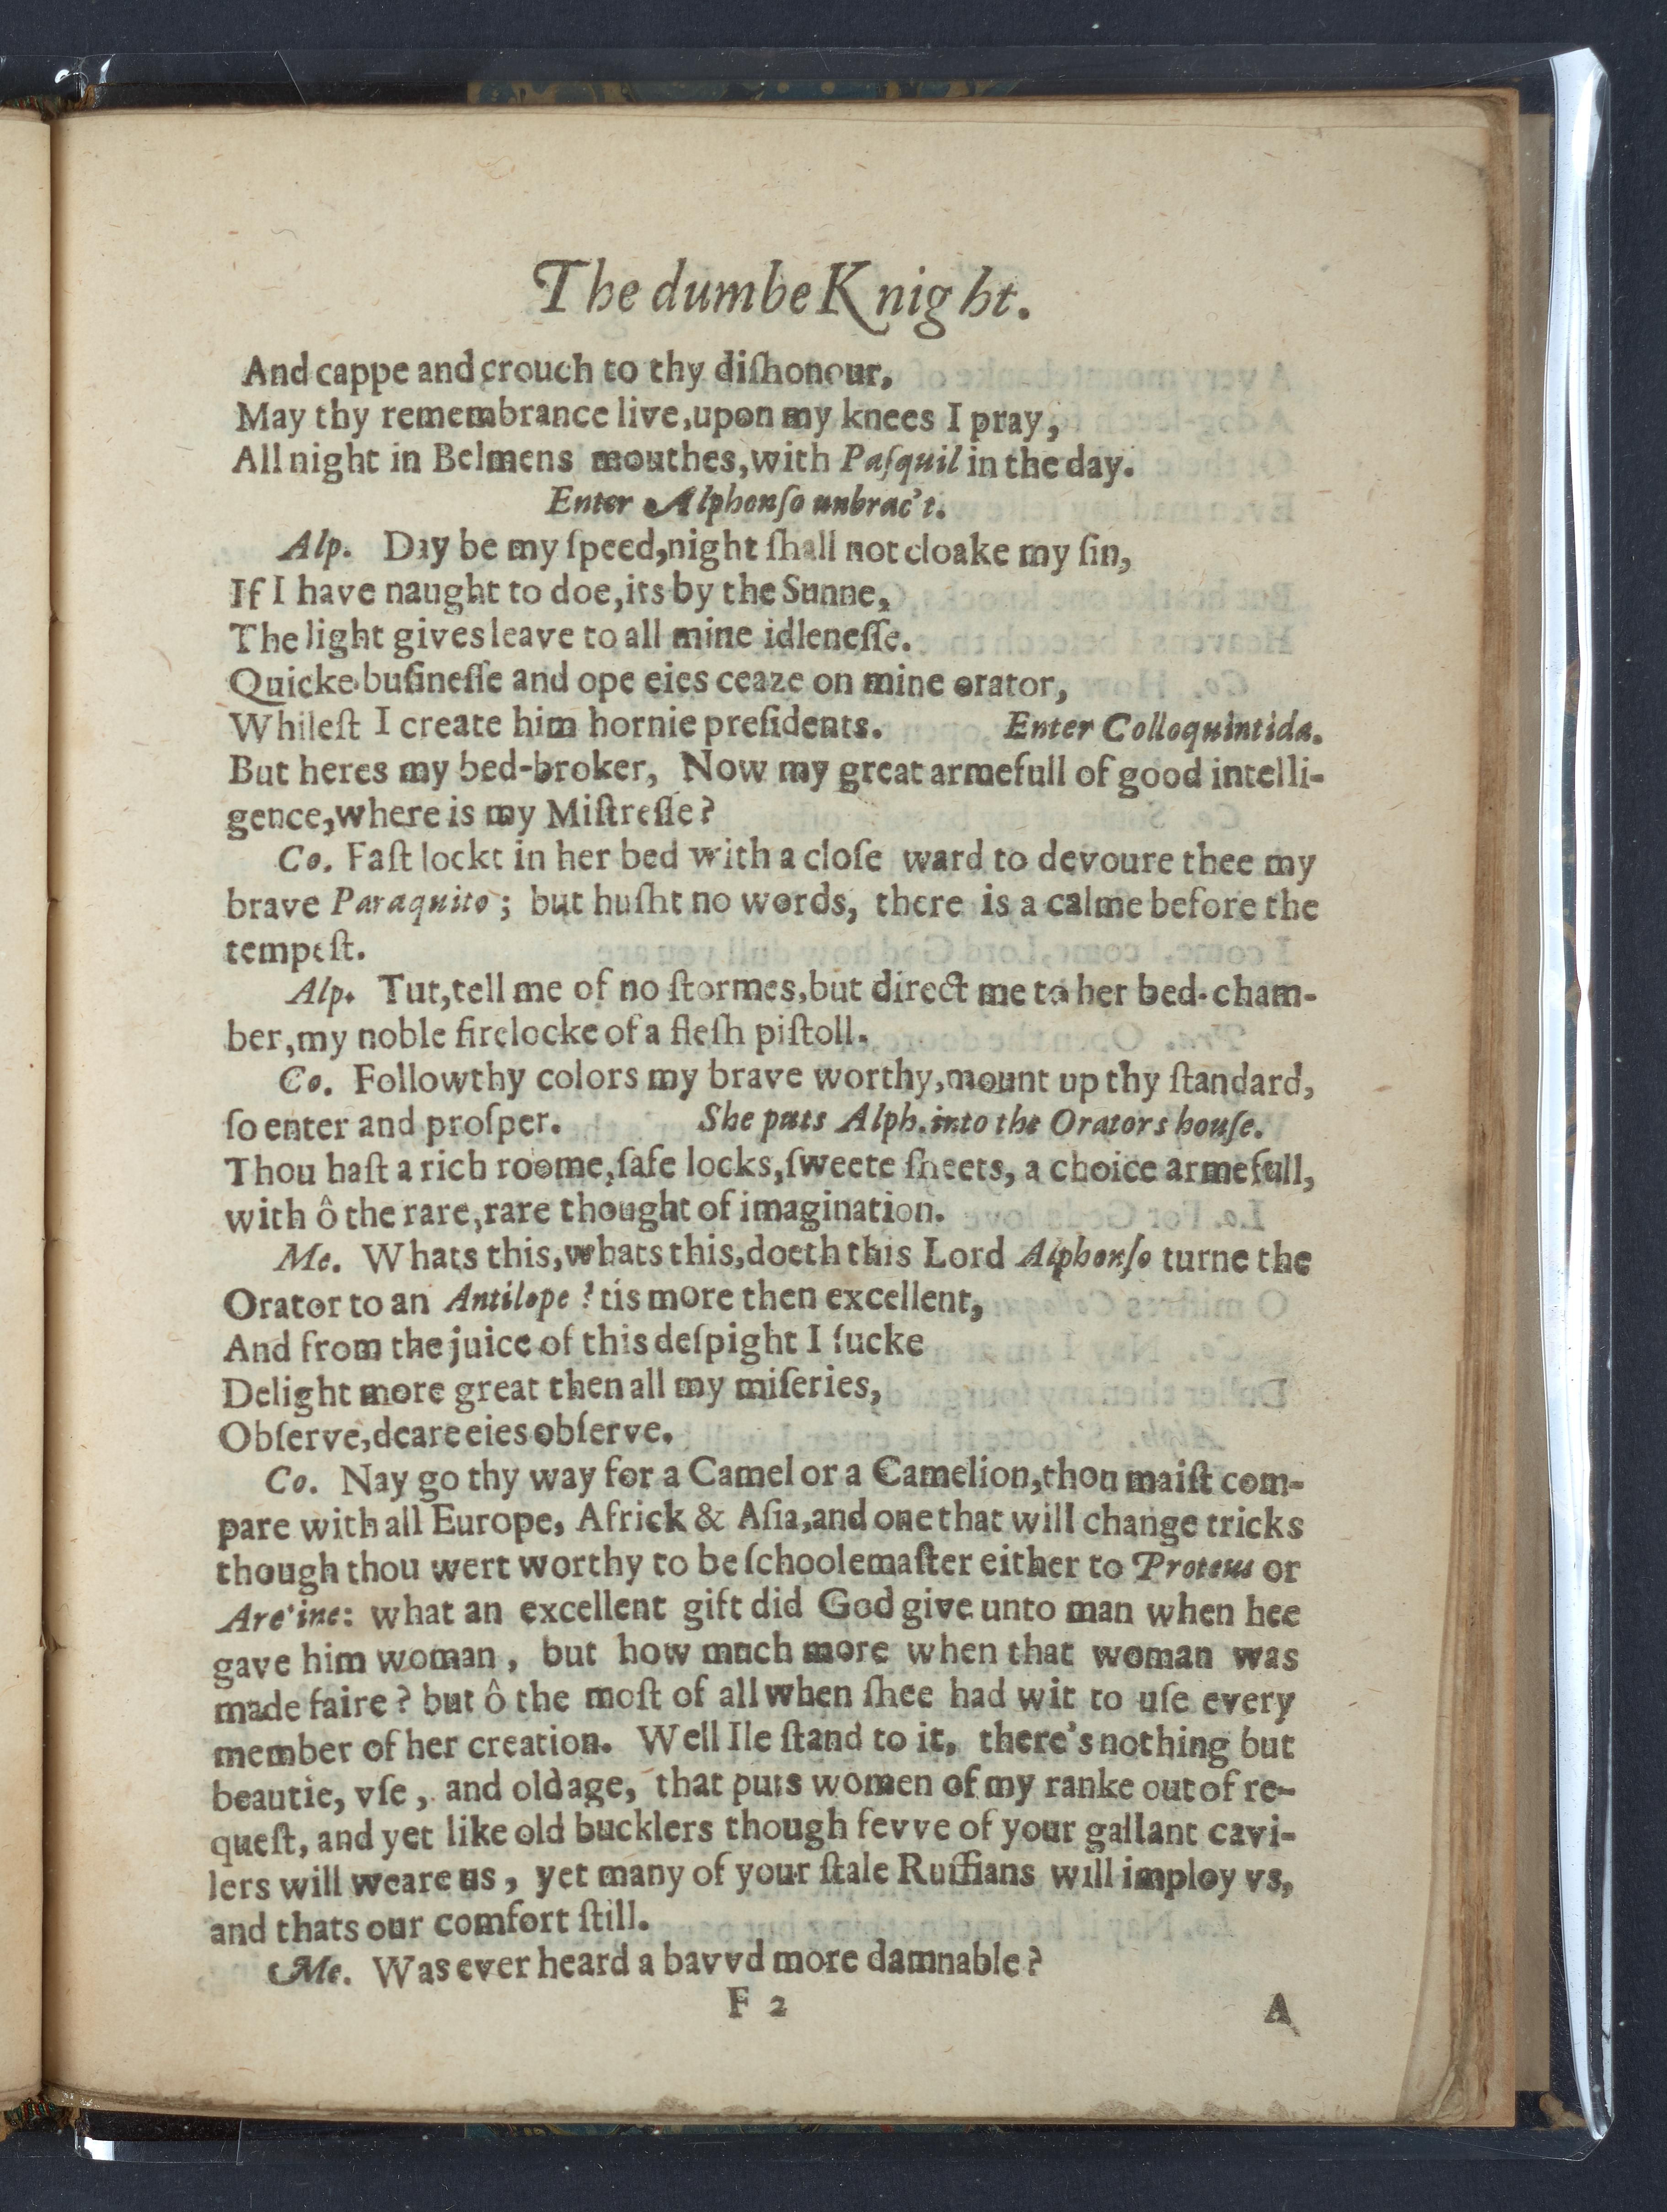 The dumbe Knight.
And cappe and crouch to thy diſhonour,
May thy remembrance live,upon my knees I pray,
All night in Belmens mouthes,with Paſquil in the day.
Enter Alphonſo unbrac't.
Alp. Day be my ſpeed,night ſhall not cloake my ſin,
If I have naught to doe,its by the Sunne,
The light gives leave to all mine idleneſſe.
Quicke buſineſſe and ope eies ceaze on mine orator,
Whileſt I create him hornie preſidents. Enter Colloquintida.
But heres my bed-broker, Now my great armefull of good intelli-
gence,where is my Miſtreſſe?
Co. Faſt lockt in her bed with a cloſe ward to devoure thee my
brave Paraquito; but huſht no words, there is a calme before the
tempeſt.
Alp. Tut,tell me of no ſtormes,but direct me to her bed-cham-
ber,my noble firelocke of a fleſh piſtoll.
Co. Follow thy colors my brave worthy,mount up thy ſtandard,
ſo enter and proſper. She puts Alph.into the Orators houſe.
Thou haſt a rich roome,ſafe locks,ſweete ſheets, a choice armefull,
with ô the rare,rare thought of imagination.
Me. Whats this,whats this,doeth this Lord Alphonſo turne the
Orator to an Antilope? tis more then excellent,
And from the juice of this deſpight I ſucke
Delight more great then all my miſeries,
Obſerve,deare eies obſerve.
Co. Nay go thy way for a Camel or a Camelion,thou maiſt com-
pare with all Europe, Africk & Aſia,and one that will change tricks
though thou wert worthy to be ſchoolemaſter either to Proteus or
Are'ine: what an excellent gift did God give unto man when hee
gave him woman, but how much more when that woman was
made faire? but ô the moſt of all when ſhee had wit to uſe every
member of her creation. Well Ile ſtand to it, there's nothing but
beautie, vſe, and old age, that puts women of my ranke out of re-
queſt, and yet like old bucklers though fevve of your gallant cavi-
lers will weare us, yet many of your ſtale Ruffians will imploy vs,
and thats our comfort ſtill.
Me. Was ever heard a bavvd more damnable?
F 2 A